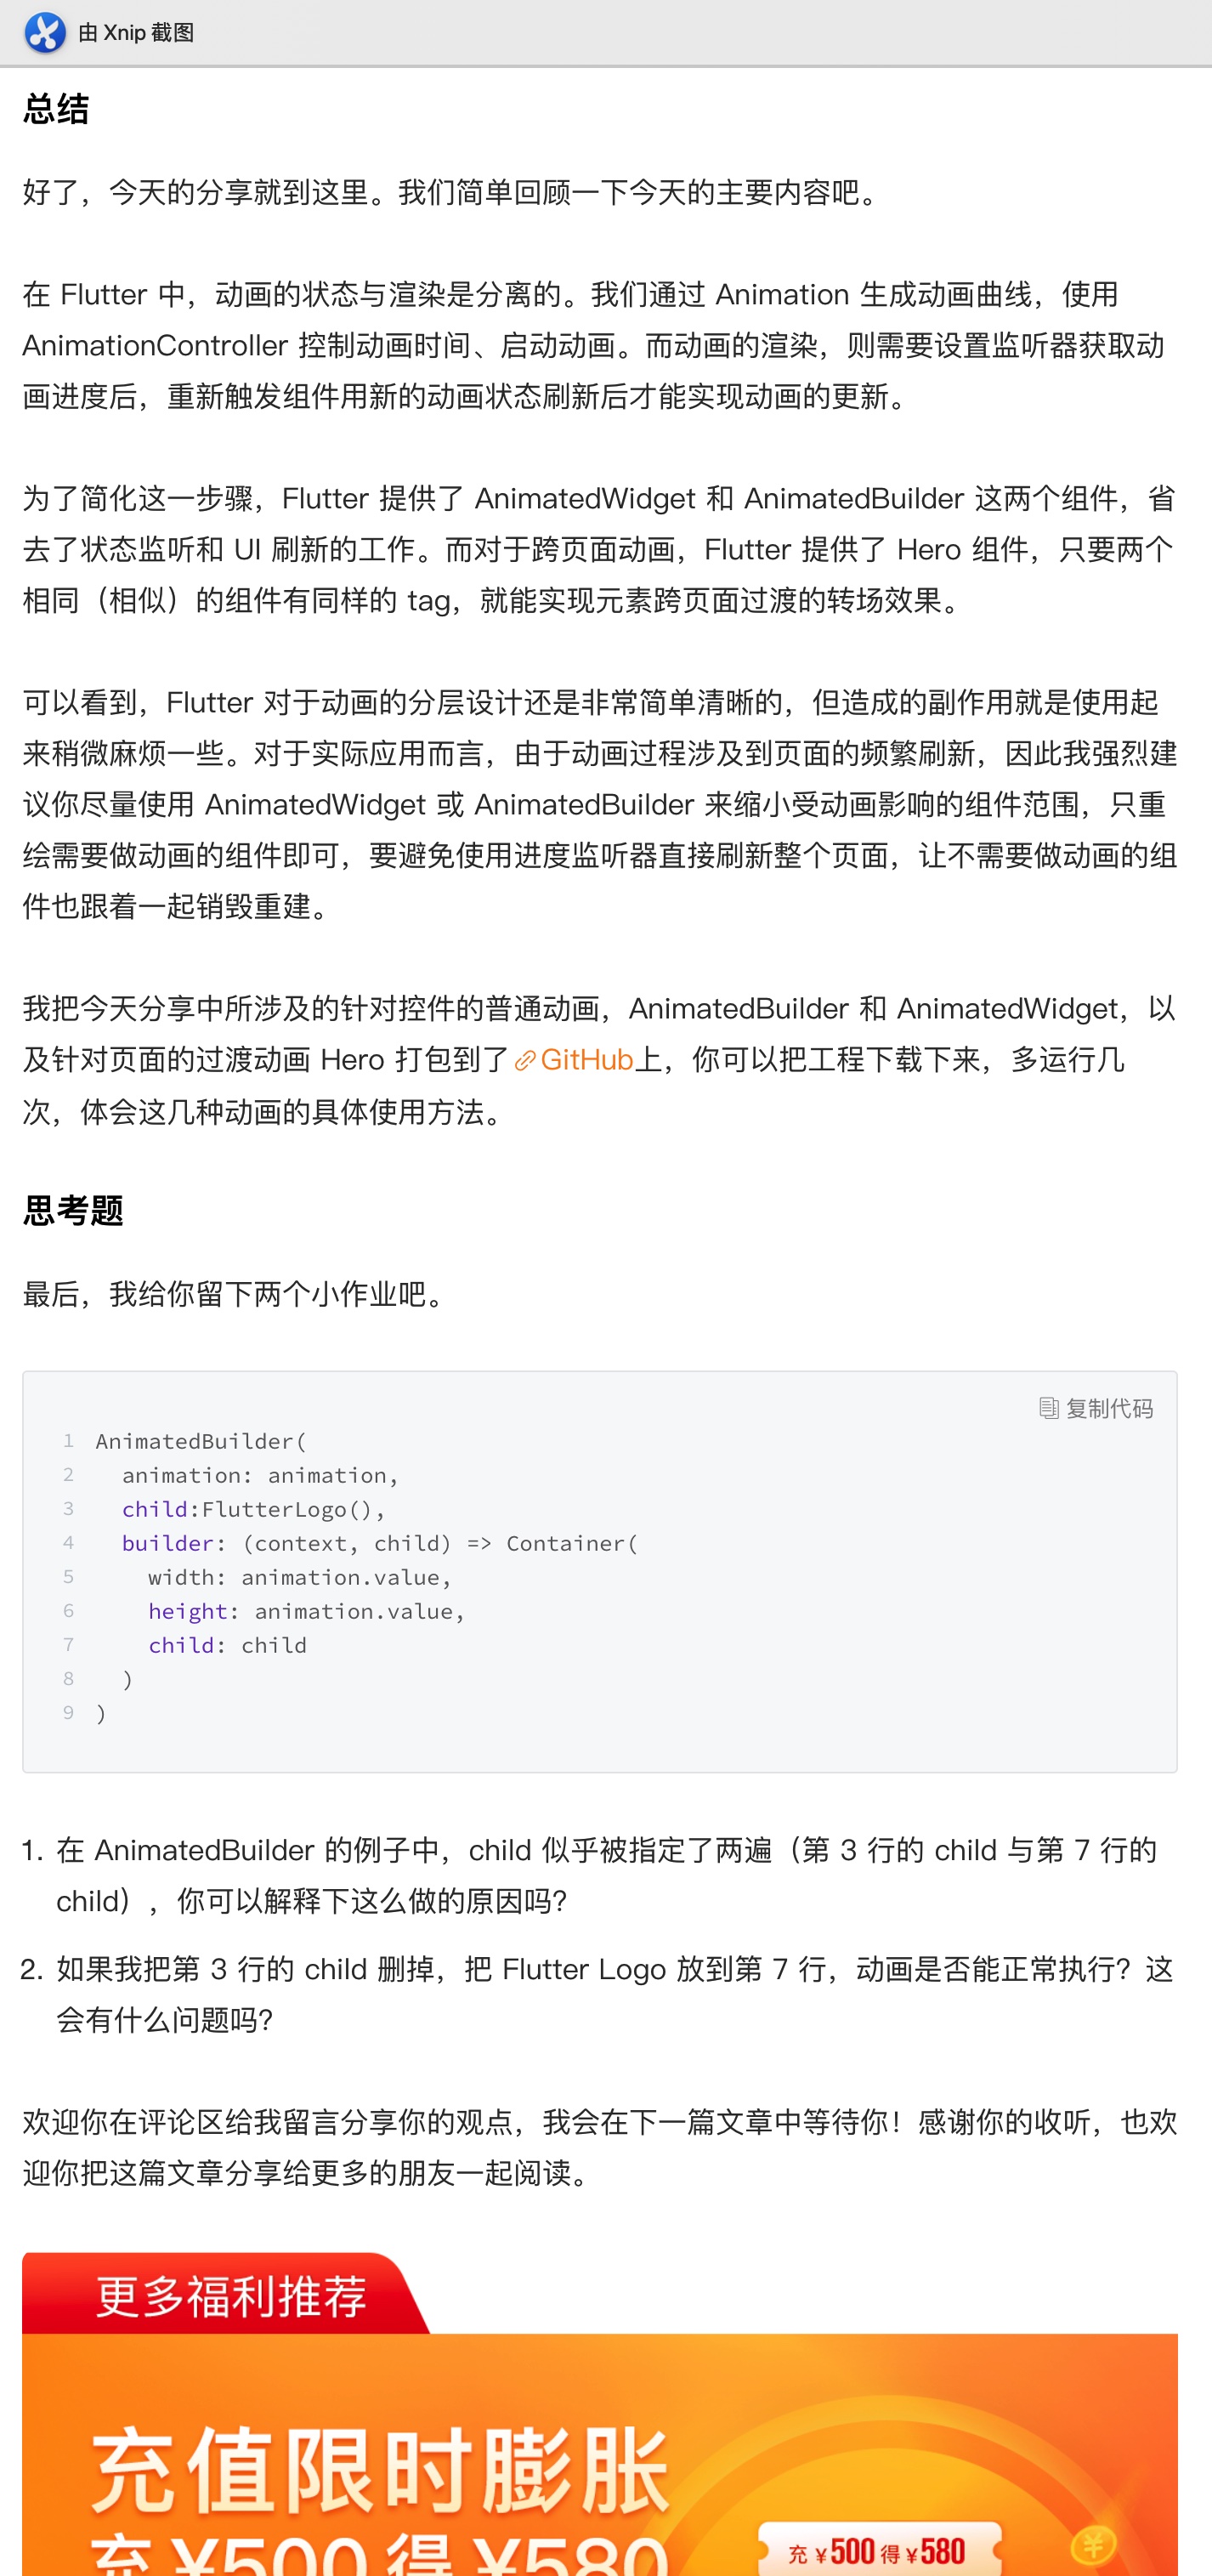 由 Xnip 截图
总结
好了，今天的分享就到这里。我们简单回顾一下今天的主要内容吧。
在 Flutter 中，动画的状态与渲染是分离的。我们通过 Animation 生成动画曲线，使用
AnimationController 控制动画时间、启动动画。而动画的渲染，则需要设置监听器获取动
画进度后，重新触发组件用新的动画状态刷新后才能实现动画的更新。
为了简化这一步骤，Flutter 提供了 AnimatedWidget 和 AnimatedBuilder 这两个组件，省
去了状态监听和 UI 刷新的工作。而对于跨页面动画，Flutter 提供了 Hero 组件，只要两个
相同（相似）的组件有同样的 tag，就能实现元素跨页面过渡的转场效果。
可以看到，Flutter 对于动画的分层设计还是非常简单清晰的，但造成的副作用就是使用起
来稍微麻烦一些。对于实际应用而言，由于动画过程涉及到页面的频繁刷新，因此我强烈建
议你尽量使用 AnimatedWidget 或 AnimatedBuilder 来缩小受动画影响的组件范围，只重
绘需要做动画的组件即可，要避免使用进度监听器直接刷新整个页面，让不需要做动画的组
件也跟着一起销毁重建。
我把今天分享中所涉及的针对控件的普通动画，AnimatedBuilder 和 AnimatedWidget，以
及针对页面的过渡动画 Hero 打包到了GitHub上，你可以把工程下载下来，多运行几
次，体会这几种动画的具体使用方法。
思考题
最后，我给你留下两个小作业吧。
复制代码
1 AnimatedBuilder(
2   animation: animation,
3   child:FlutterLogo(),
4   builder: (context, child) => Container(
5     width: animation.value,
6     height: animation.value,
7     child: child
8   )
9 )
1. 在 AnimatedBuilder 的例子中，child 似乎被指定了两遍（第 3 行的 child 与第 7 行的
child），你可以解释下这么做的原因吗？
2. 如果我把第 3 行的 child 删掉，把 Flutter Logo 放到第 7 行，动画是否能正常执行？这
会有什么问题吗？
欢迎你在评论区给我留言分享你的观点，我会在下一篇文章中等待你！感谢你的收听，也欢
迎你把这篇文章分享给更多的朋友一起阅读。
更多福利推荐
充值限时膨胀
充 ¥500 得 ¥580
充 ¥500 得 ¥580
¥